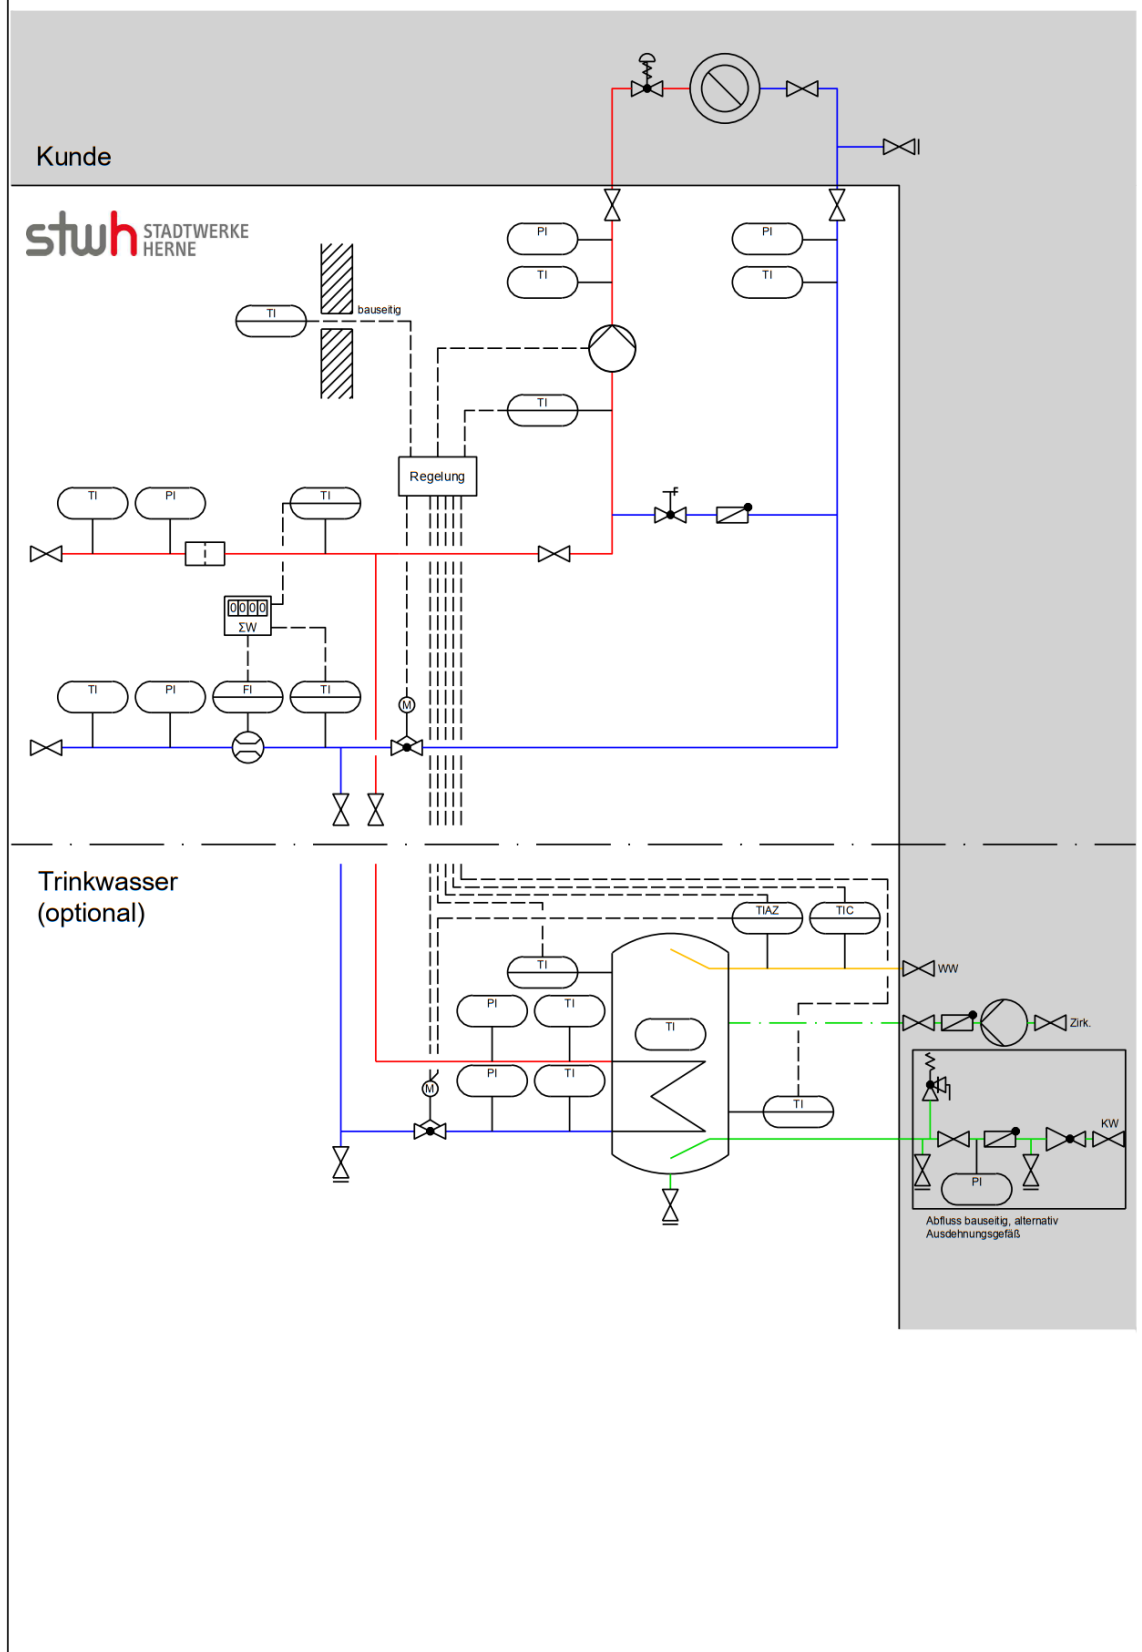 Kunde
stwh STADTWERKE
HERNE
PI
PI
TI
TI
TI
bauseitig
TI
Regelung
TI
PI
TI
0000
ΣW
TI
PI
FI
TI
M
Trinkwasser
(optional)
TIAZ
TIC
TI
WW
PI
TI
TI
Zirk.
PI
TI
M
TI
KW
PI
Abfluss bauseitig, alternativ
Ausdehnungsgefäß